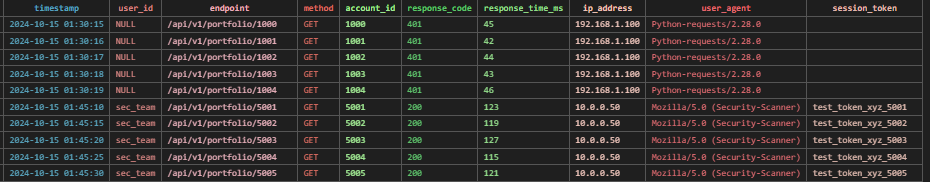 timestamp user_id endpoint method account_id response_code response_time_ms ip_address user_agent session_token
2024-10-15 01:30:15 NULL /api/v1/portfolio/1000 GET 1000 401 45 192.168.1.100 Python-requests/2.28.0
2024-10-15 01:30:16 NULL /api/v1/portfolio/1001 GET 1001 401 42 192.168.1.100 Python-requests/2.28.0
2024-10-15 01:30:17 NULL /api/v1/portfolio/1002 GET 1002 401 44 192.168.1.100 Python-requests/2.28.0
2024-10-15 01:30:18 NULL /api/v1/portfolio/1003 GET 1003 401 43 192.168.1.100 Python-requests/2.28.0
2024-10-15 01:30:19 NULL /api/v1/portfolio/1004 GET 1004 401 46 192.168.1.100 Python-requests/2.28.0
2024-10-15 01:45:10 sec_team /api/v1/portfolio/5001 GET 5001 200 123 10.0.0.50 Mozilla/5.0 (Security-Scanner) test_token_xyz_5001
2024-10-15 01:45:15 sec_team /api/v1/portfolio/5002 GET 5002 200 119 10.0.0.50 Mozilla/5.0 (Security-Scanner) test_token_xyz_5002
2024-10-15 01:45:20 sec_team /api/v1/portfolio/5003 GET 5003 200 127 10.0.0.50 Mozilla/5.0 (Security-Scanner) test_token_xyz_5003
2024-10-15 01:45:25 sec_team /api/v1/portfolio/5004 GET 5004 200 115 10.0.0.50 Mozilla/5.0 (Security-Scanner) test_token_xyz_5004
2024-10-15 01:45:30 sec_team /api/v1/portfolio/5005 GET 5005 200 121 10.0.0.50 Mozilla/5.0 (Security-Scanner) test_token_xyz_5005